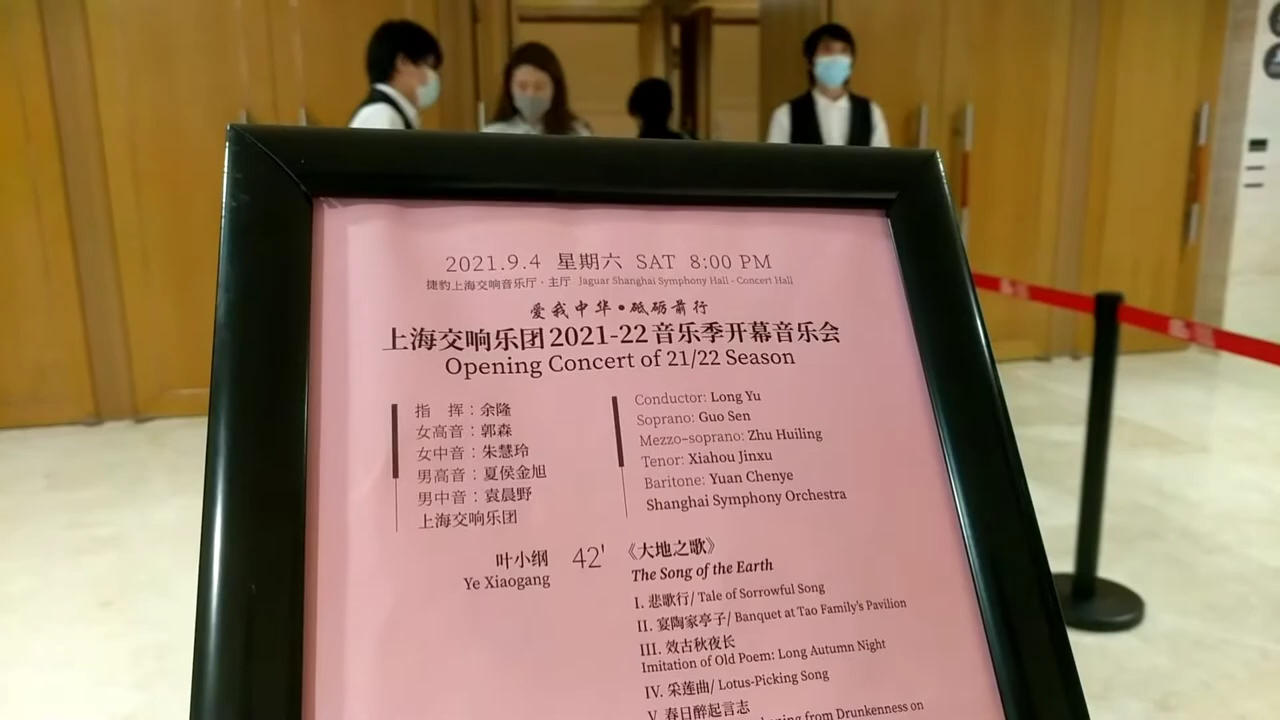 2021.9.4 星期六 SAT 8:00 PM
捷豹上海交响音乐厅·主厅 Jaguar Shanghai Symphony Hall - Concert Hall
爱我中华•砥砺前行
上海交响乐团2021-22音乐季开幕音乐会
Opening Concert of 21/22 Season
指 挥：余隆
女高音：郭森
女中音：朱慧玲
男高音：夏侯金旭
男中音：袁晨野
上海交响乐团
Conductor: Long Yu
Soprano: Guo Sen
Mezzo-soprano: Zhu Huiling
Tenor: Xiahou Jinxu
Baritone: Yuan Chenye
Shanghai Symphony Orchestra
叶小纲 42' 《大地之歌》
Ye Xiaogang The Song of the Earth
I. 悲歌行/ Tale of Sorrowful Song
II. 宴陶家亭子/ Banquet at Tao Family's Pavilion
III. 效古秋夜长
Imitation of Old Poem: Long Autumn Night
IV. 采莲曲/ Lotus-Picking Song
V. 春日醉起言志
from Drunkenness on